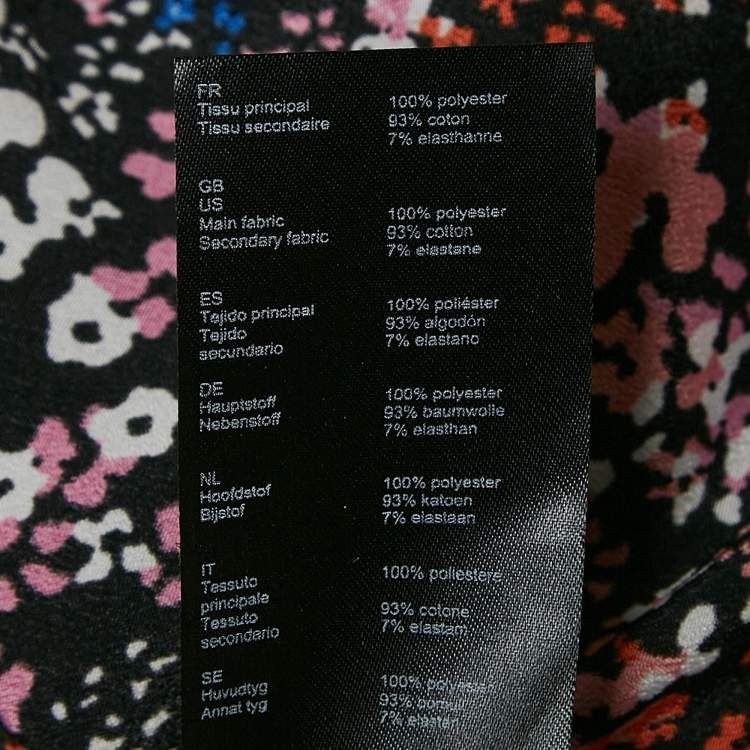 FR
Tissu principal 100% polyester
Tissu secondaire 93% coton
7% elasthanne
GB
US
Main fabric 100% polyester
Secondary fabric 93% cotton
7% elastane
ES
Tejido principal 100% poliéster
Tejido 93% algodón
secundario 7% elastano
DE
Hauptstoff 100% polyester
Nebenstoff 93% baumwolle
7% elasthan
NL
Hoofdstof 100% polyester
Bijstof 93% katoen
7% elastaan
IT
Tessuto 100% poliestere
principale
Tessuto 93% cotone
secondario 7% elastam
SE
Huvudtyg 100% polyester
Annat tyg 93% bomull
7% elastan